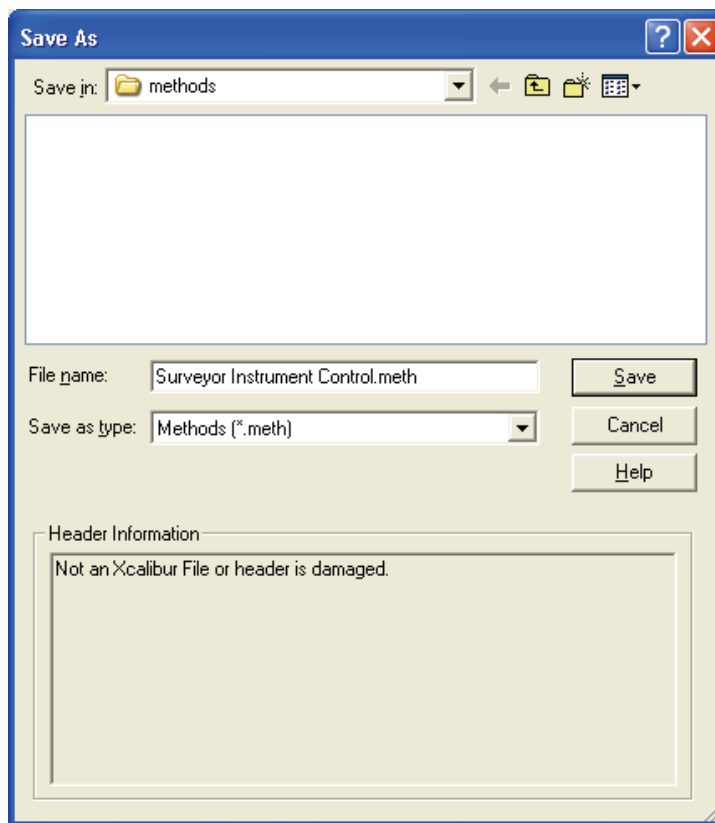 Save As
Save in: methods
File name: Surveyor Instrument Control.meth
Save
Save as type: Methods (*.meth)
Cancel
Help
Header Information
Not an Xcalibur File or header is damaged.